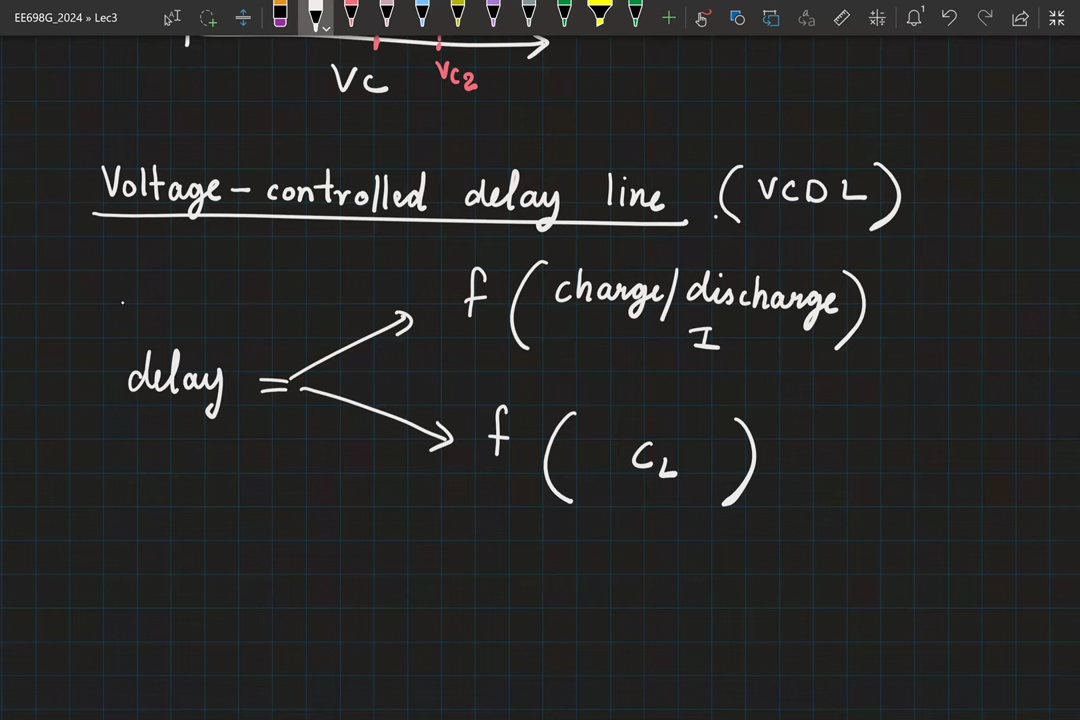 EE698G_2024 » Lec3
VC
VC2
Voltage-controlled delay line. (VCDL)
f (charge/discharge)
I
delay =
f ( CL )